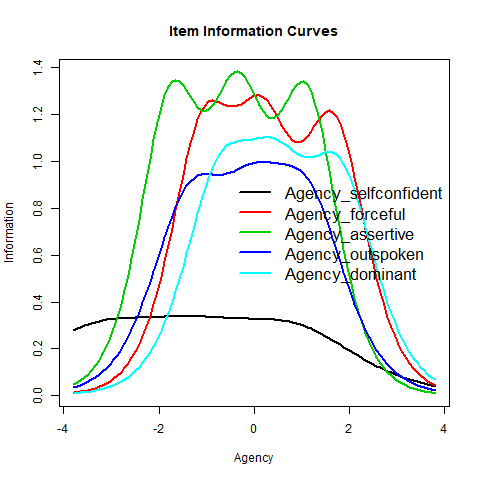 Item Information Curves
Information
1.4
1.2
1.0
0.8
0.6
0.4
0.2
0.0
Agency_selfconfident
Agency_forceful
Agency_assertive
Agency_outspoken
Agency_dominant
-4
-2
0
2
4
Agency